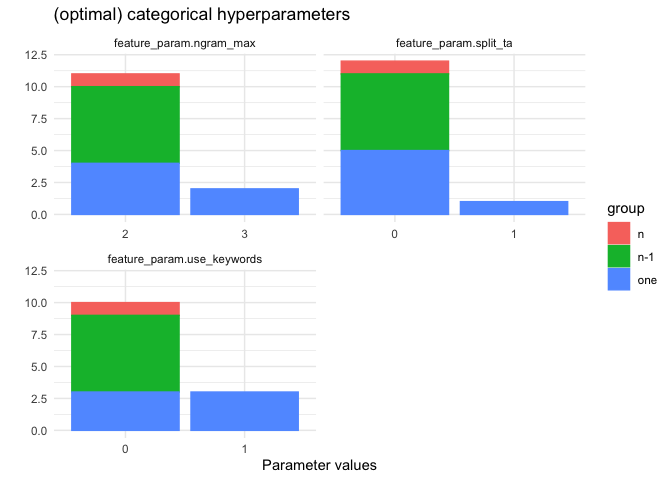 (optimal) categorical hyperparameters
feature_param.ngram_max
feature_param.split_ta
12.5
10.0
7.5
5.0
2.5
0.0
2
3
0
1
feature_param.use_keywords
12.5
10.0
7.5
5.0
2.5
0.0
0
1
Parameter values
group
n
n-1
one